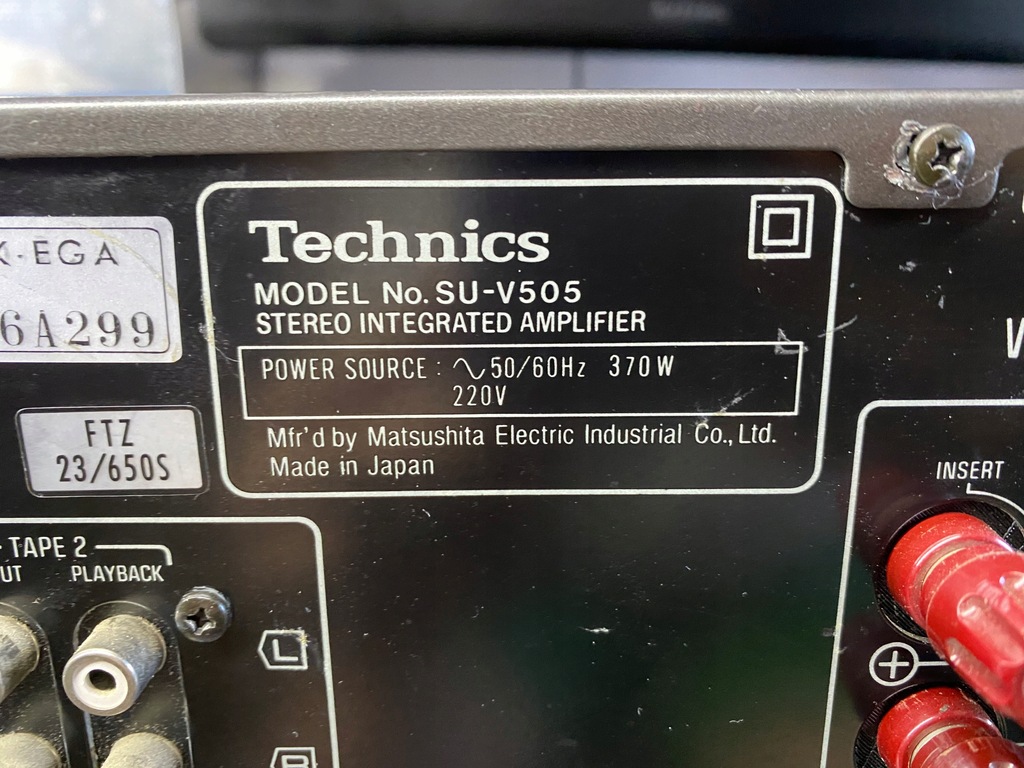 Technics
MODEL No. SU-V505
STEREO INTEGRATED AMPLIFIER
POWER SOURCE : ∿ 50/60Hz 370W
220V
Mfr'd by Matsushita Electric Industrial Co., Ltd.
Made in Japan
-EGA
6A299
FTZ
23/650S
INSERT
TAPE 2
PLAYBACK
L
R